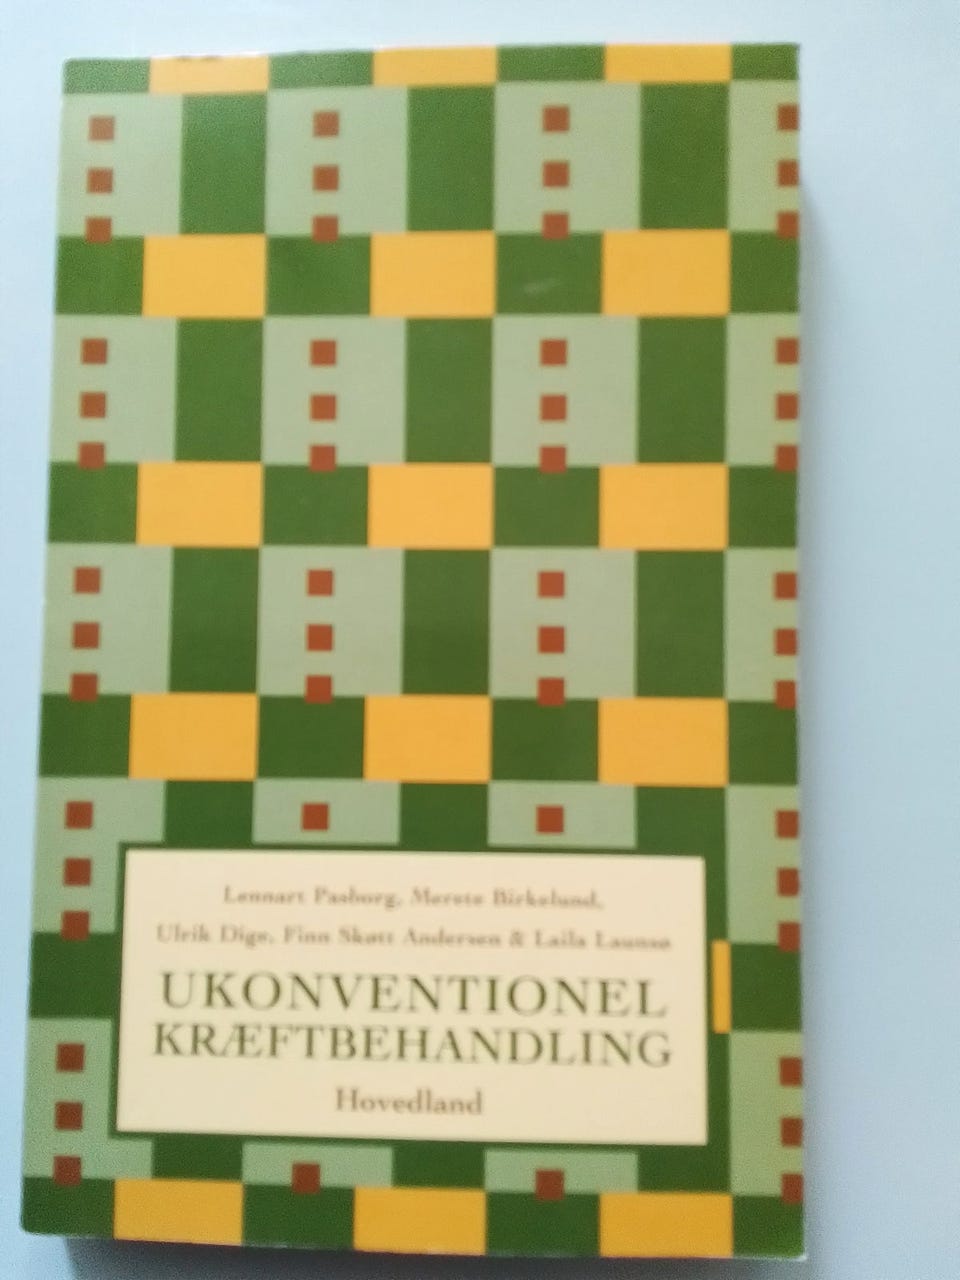 Lennart Pasborg, Merete Birkelund,
Ulrik Dige, Finn Skøtt Andersen & Laila Launsø
UKONVENTIONEL
KRÆFTBEHANDLING
Hovedland